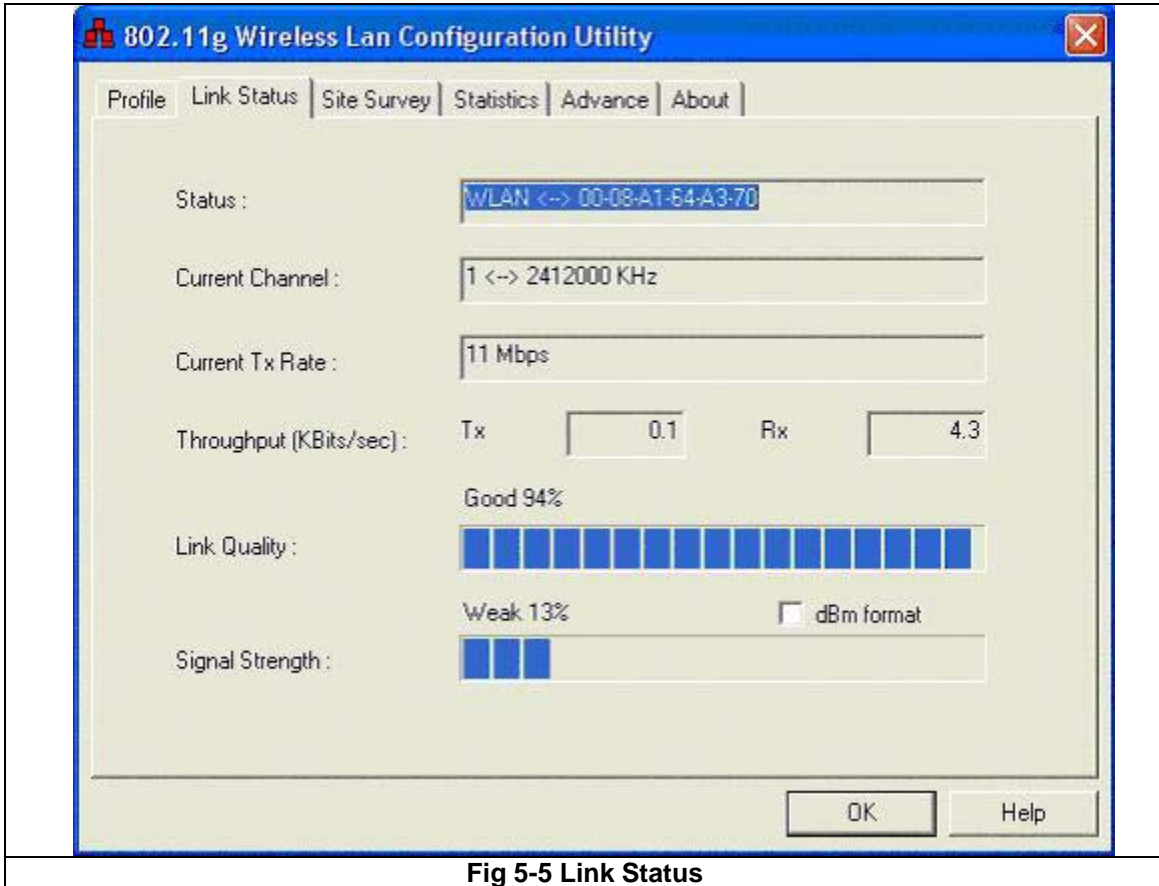 802.11g Wireless Lan Configuration Utility
Profile Link Status Site Survey Statistics Advance About
Status : WLAN <--> 00-08-A1-64-A3-70
Current Channel : 1 <--> 2412000 KHz
Current Tx Rate : 11 Mbps
Throughput (KBits/sec) : Tx 0.1 Rx 4.3
Good 94%
Link Quality :
Weak 13% dBm format
Signal Strength :
OK Help
Fig 5-5 Link Status